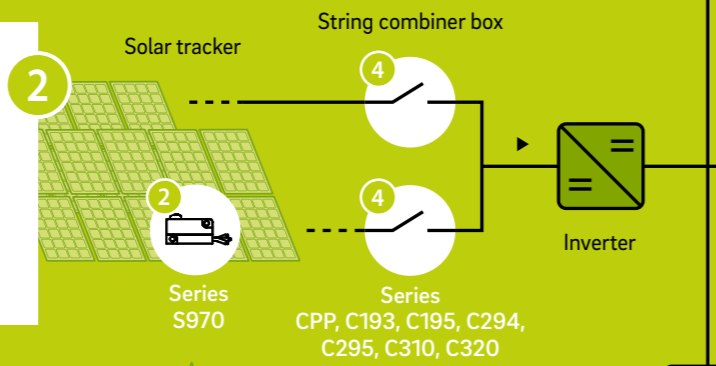 String combiner box
Solar tracker
4
2
2
4
Inverter
Series
S970
Series
CPP, C193, C195, C294,
C295, C310, C320